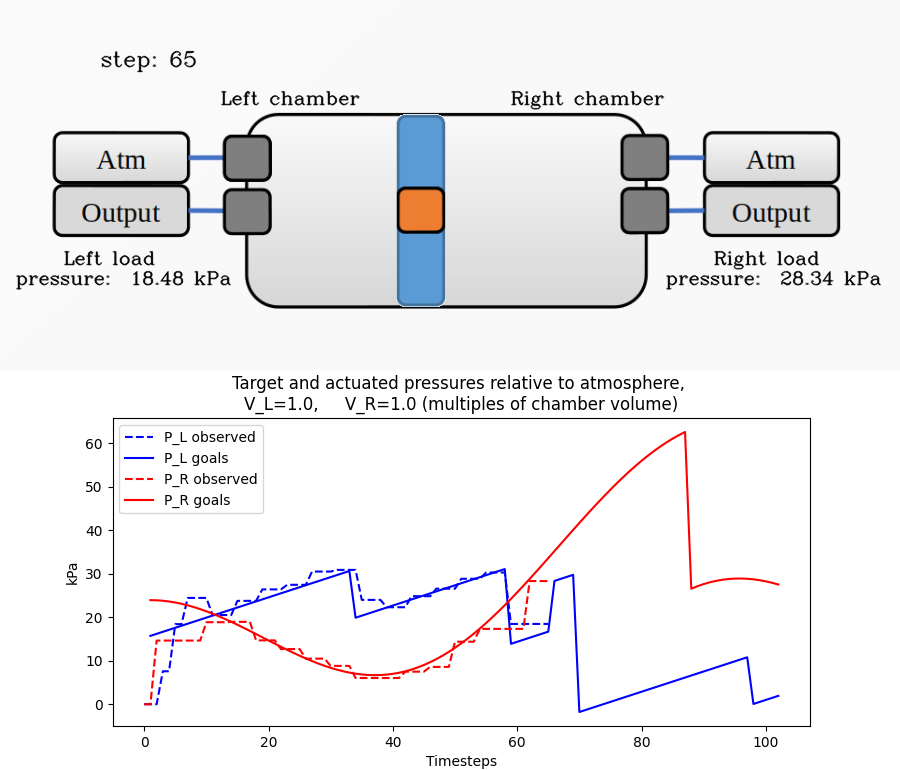 step: 65
Left chamber
Right chamber
Atm
Atm
Output
Output
Left load
pressure: 18.48 kPa
Right load
pressure: 28.34 kPa
Target and actuated pressures relative to atmosphere,
V_L=1.0, V_R=1.0 (multiples of chamber volume)
P_L observed
P_L goals
P_R observed
P_R goals
60
50
40
30
20
10
0
kPa
0 20 40 60 80 100
Timesteps